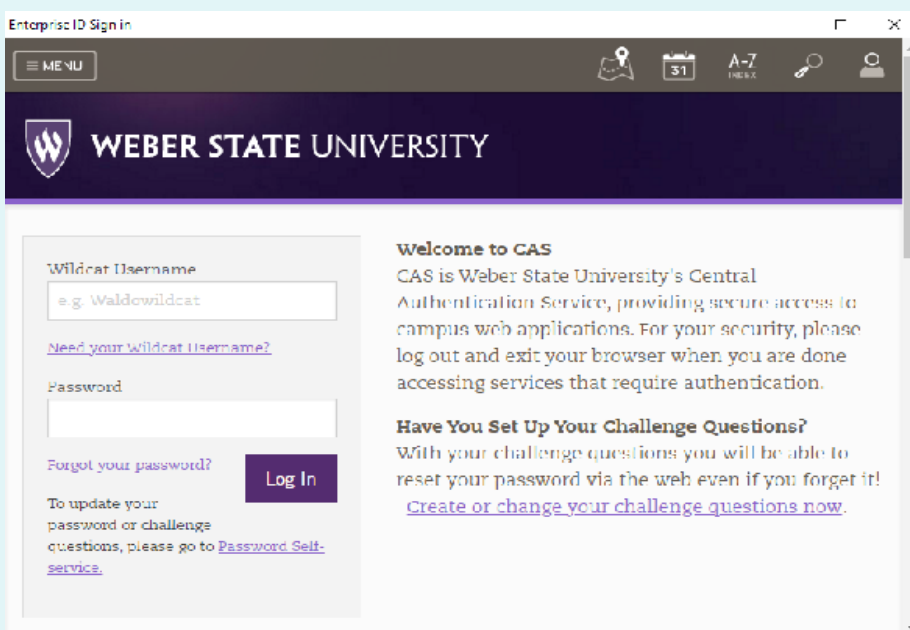 Enterprise ID Sign in
MENU
31
A-Z
INDEX
WEBER STATE UNIVERSITY
Wildcat Username
e.g. Waldowildcat
Need your Wildcat Username?
Password
Forgot your password?
Log In
To update your
password or challenge
questions, please go to Password Self-
service.
Welcome to CAS
CAS is Weber State University's Central
Authentication Service, providing secure access to
campus web applications. For your security, please
log out and exit your browser when you are done
accessing services that require authentication.
Have You Set Up Your Challenge Questions?
With your challenge questions you will be able to
reset your password via the web even if you forget it!
Create or change your challenge questions now.